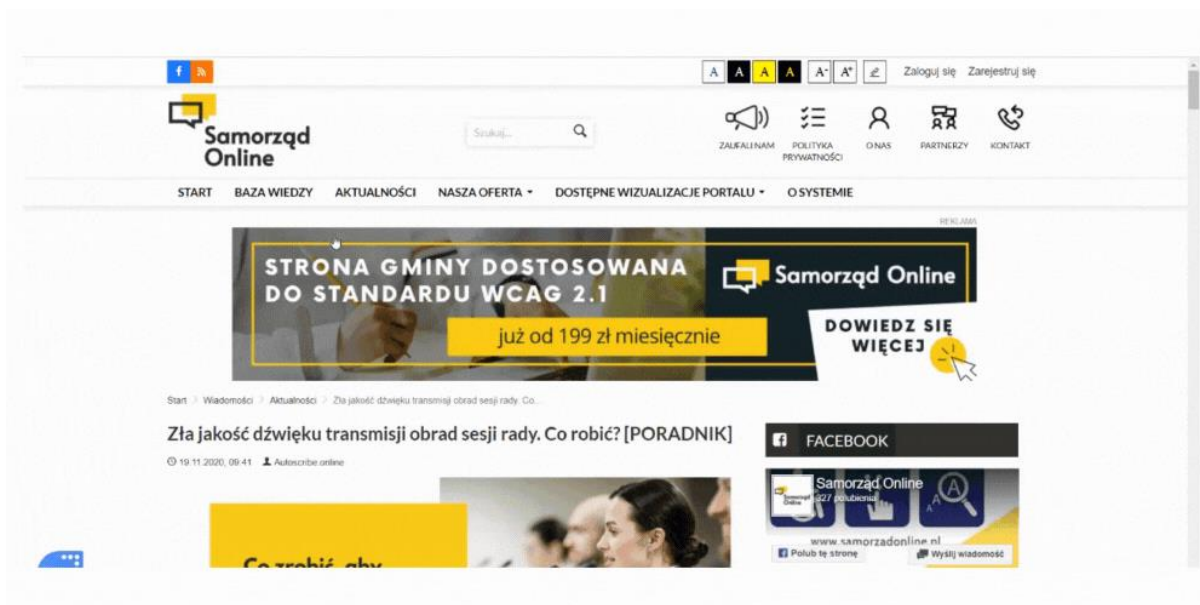 A A A A A- A+ Zaloguj się Zarejestruj się
Samorząd
Online
Szukaj...
ZAUFALI NAM
POLITYKA
PRYWATNOŚCI
O NAS
PARTNERZY
KONTAKT
START BAZA WIEDZY AKTUALNOŚCI NASZA OFERTA DOSTĘPNE WIZUALIZACJE PORTALU O SYSTEMIE
REKLAMA
STRONA GMINY DOSTOSOWANA
DO STANDARDU WCAG 2.1
już od 199 zł miesięcznie
Samorząd Online
DOWIEDZ SIĘ
WIĘCEJ
Start > Wiadomości > Aktualności > Zła jakość dźwięku transmisji obrad sesji rady. Co...
Zła jakość dźwięku transmisji obrad sesji rady. Co robić? [PORADNIK]
19.11.2020, 09:41 Autoscribe.online
Co zrobić, aby
FACEBOOK
Samorząd Online
327 polubienia
www.samorzadonline.pl
Polub tę stronę
Wyślij wiadomość